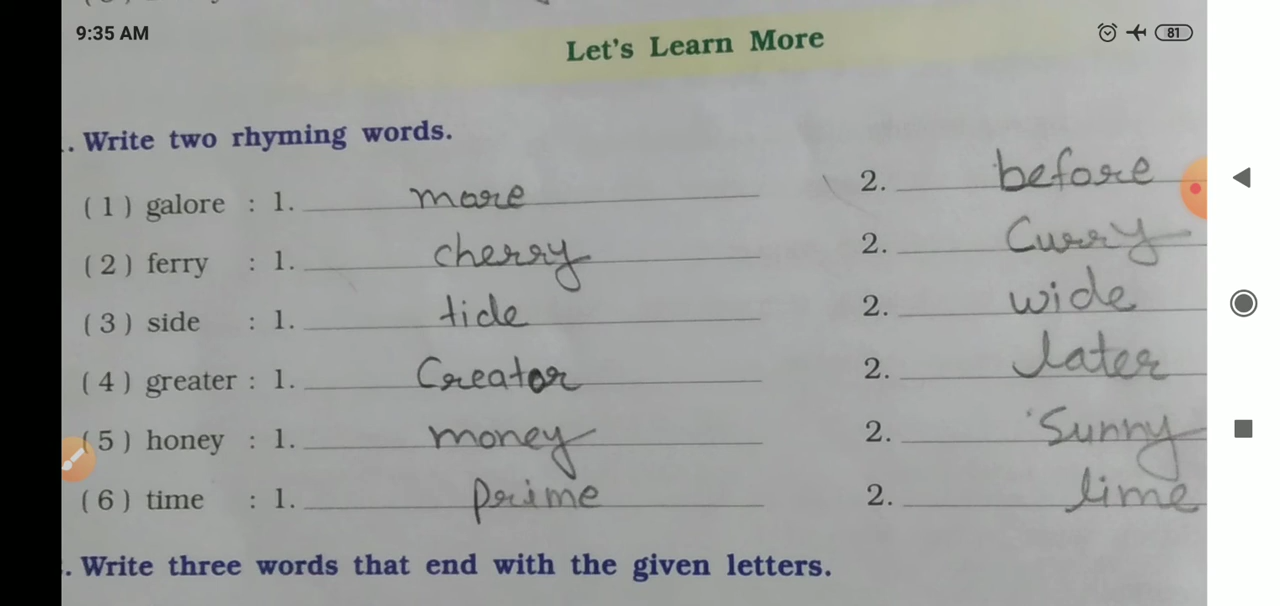 9:35 AM
81
Let's Learn More
. Write two rhyming words.
( 1 ) galore : 1. more 2. before
( 2 ) ferry : 1. cherry 2. Curry
( 3 ) side : 1. tide 2. wide
( 4 ) greater : 1. Creator 2. later
( 5 ) honey : 1. money 2. Sunny
( 6 ) time : 1. prime 2. lime
. Write three words that end with the given letters.